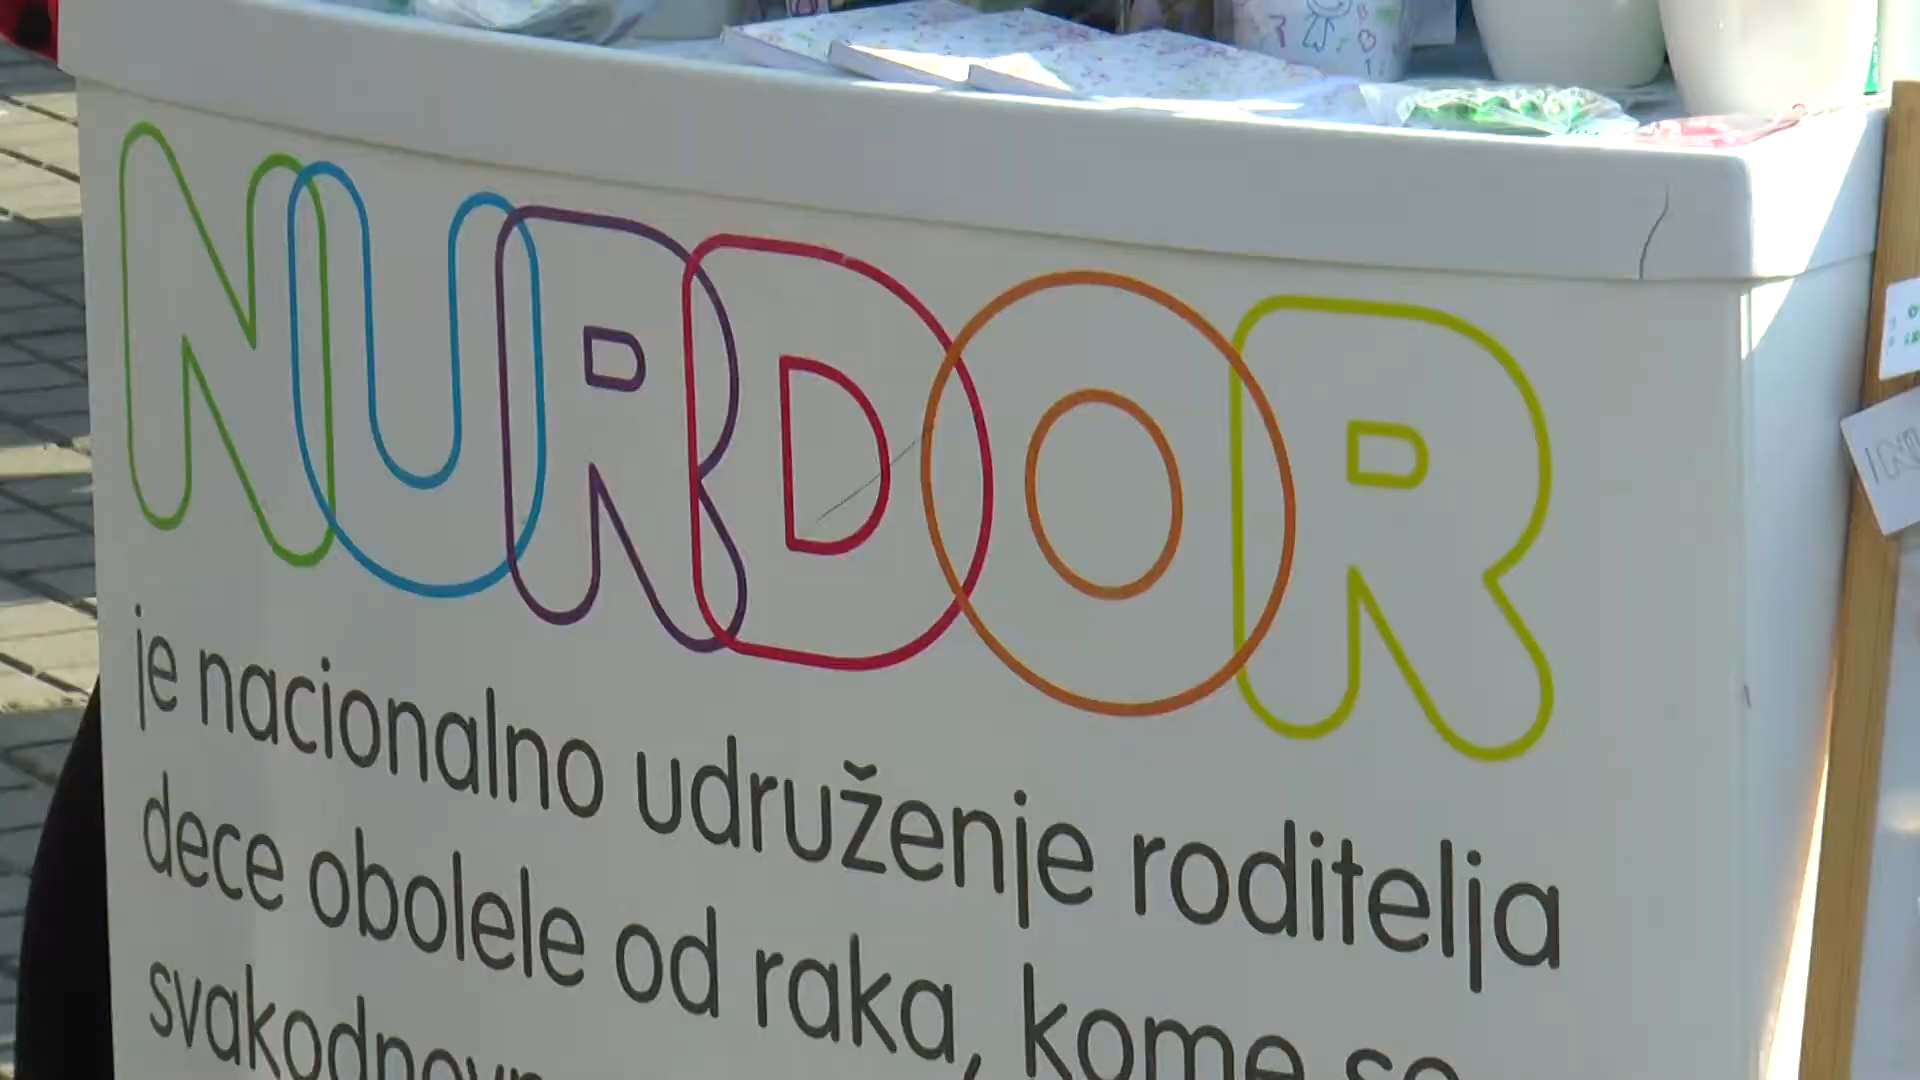 NURDOR
je nacionalno udruženje roditelja
dece obolele od raka, kome se